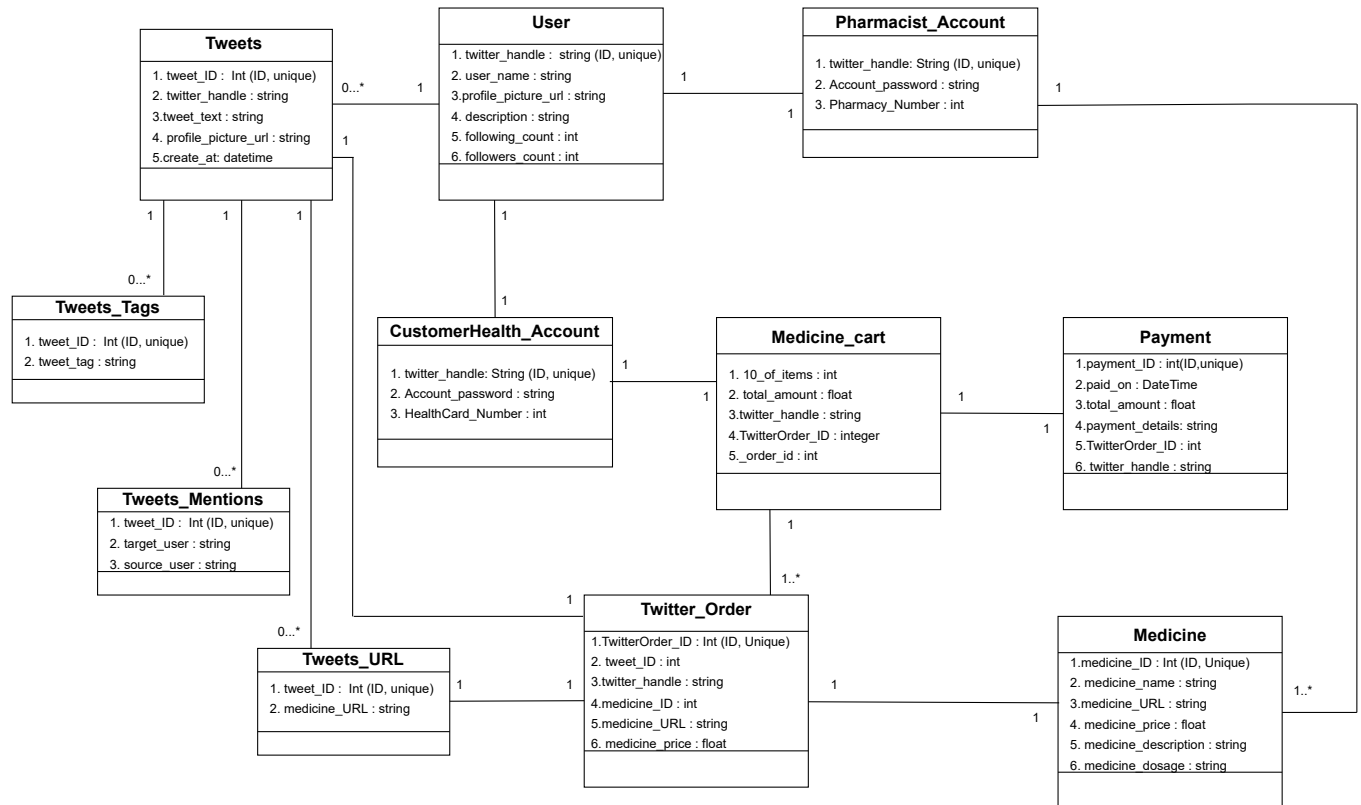 Tweets
1. tweet_ID : Int (ID, unique)
2. twitter_handle : string
3.tweet_text : string
4. profile_picture_url : string
5.create_at: datetime
User
1. twitter_handle : string (ID, unique)
2. user_name : string
3.profile_picture_url : string
4. description : string
5. following_count : int
6. followers_count : int
Pharmacist_Account
1. twitter_handle: String (ID, unique)
2. Account_password : string
3. Pharmacy_Number : int
0...*
1
1
1
1
1
1
1
1
1
1
0...*
0...*
0...*
Tweets_Tags
1. tweet_ID : Int (ID, unique)
2. tweet_tag : string
CustomerHealth_Account
1. twitter_handle: String (ID, unique)
2. Account_password : string
3. HealthCard_Number : int
1
1
Medicine_cart
1. 10_of_items : int
2. total_amount : float
3.twitter_handle : string
4.TwitterOrder_ID : integer
5._order_id : int
1
1
Payment
1.payment_ID : int(ID,unique)
2.paid_on : DateTime
3.total_amount : float
4.payment_details: string
5.TwitterOrder_ID : int
6. twitter_handle : string
Tweets_Mentions
1. tweet_ID : Int (ID, unique)
2. target_user : string
3. source_user : string
1
1..*
1
Tweets_URL
1. tweet_ID : Int (ID, unique)
2. medicine_URL : string
1
1
Twitter_Order
1.TwitterOrder_ID : Int (ID, Unique)
2. tweet_ID : int
3.twitter_handle : string
4.medicine_ID : int
5.medicine_URL : string
6. medicine_price : float
1
1
Medicine
1.medicine_ID : Int (ID, Unique)
2. medicine_name : string
3.medicine_URL : string
4. medicine_price : float
5. medicine_description : string
6. medicine_dosage : string
1..*